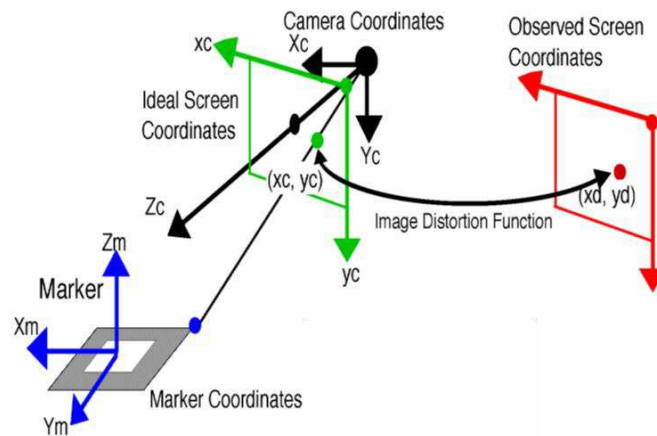 Camera Coordinates
Observed Screen
Coordinates
xc
Xc
Ideal Screen
Coordinates
Yc
(xc, yc)
(xd, yd)
Image Distortion Function
Zc
yc
Zm
Marker
Xm
Marker Coordinates
Ym